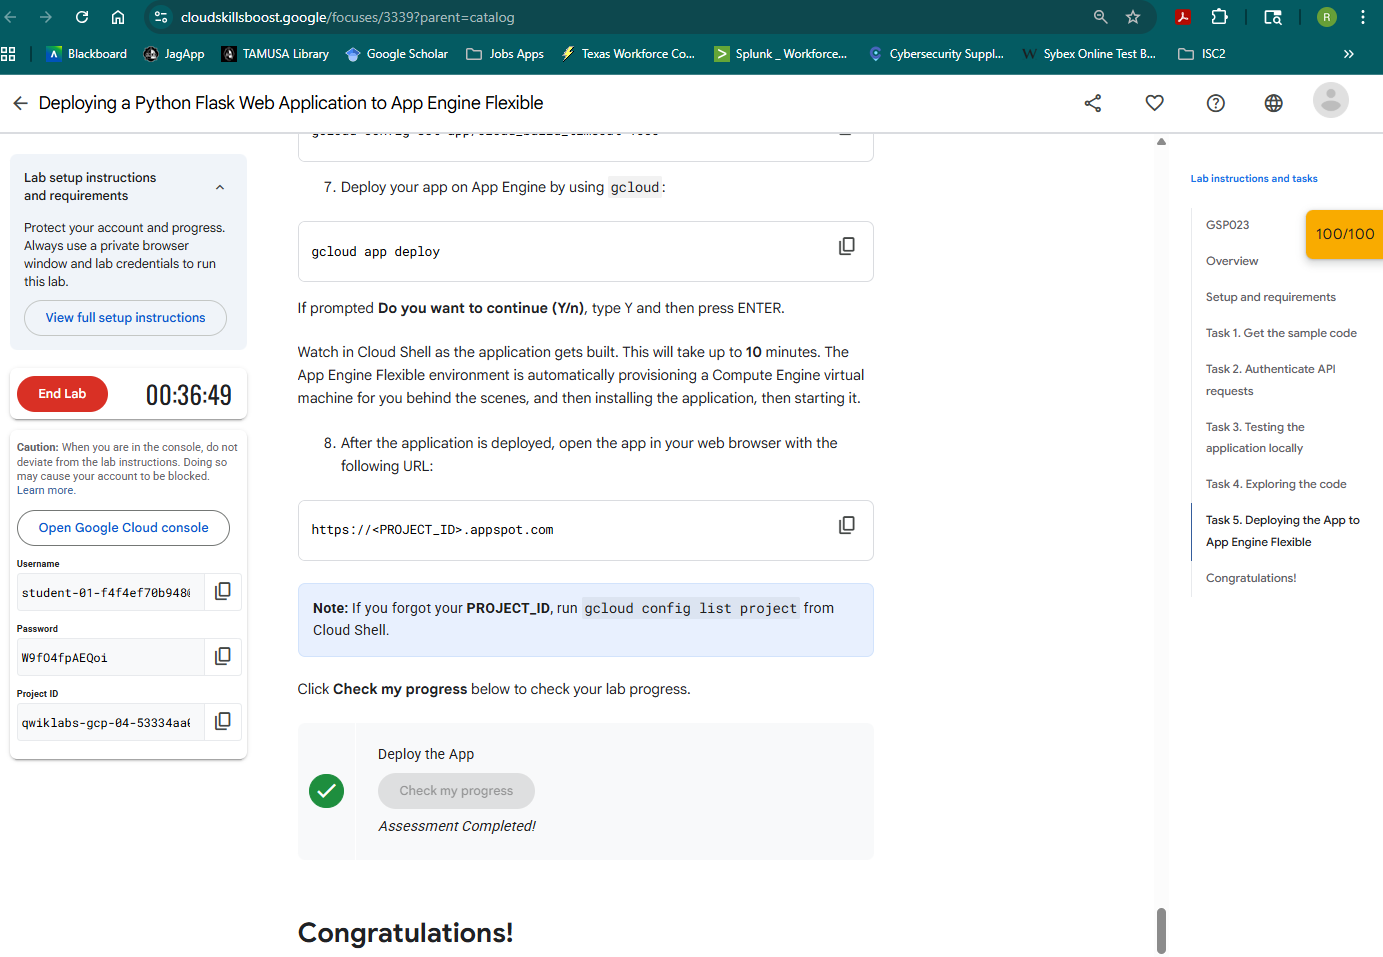 cloudskillsboost.google/focuses/3339?parent=catalog
R
Blackboard
JagApp
TAMUSA Library
Google Scholar
Jobs Apps
Texas Workforce Co...
Splunk _ Workforce...
Cybersecurity Suppl...
W Sybex Online Test B...
ISC2
Deploying a Python Flask Web Application to App Engine Flexible
Lab setup instructions
and requirements
Protect your account and progress.
Always use a private browser
window and lab credentials to run
this lab.
View full setup instructions
End Lab
00:36:49
Caution: When you are in the console, do not
deviate from the lab instructions. Doing so
may cause your account to be blocked.
Learn more.
Open Google Cloud console
Username
student-01-f4f4ef70b948
Password
W9fO4fpAEQoi
Project ID
qwiklabs-gcp-04-53334aa
7. Deploy your app on App Engine by using gcloud:
gcloud app deploy
If prompted Do you want to continue (Y/n), type Y and then press ENTER.
Watch in Cloud Shell as the application gets built. This will take up to 10 minutes. The
App Engine Flexible environment is automatically provisioning a Compute Engine virtual
machine for you behind the scenes, and then installing the application, then starting it.
8. After the application is deployed, open the app in your web browser with the
following URL:
https://<PROJECT_ID>.appspot.com
Note: If you forgot your PROJECT_ID, run gcloud config list project from
Cloud Shell.
Click Check my progress below to check your lab progress.
Deploy the App
Check my progress
Assessment Completed!
Congratulations!
Lab instructions and tasks
GSP023
100/100
Overview
Setup and requirements
Task 1. Get the sample code
Task 2. Authenticate API
requests
Task 3. Testing the
application locally
Task 4. Exploring the code
Task 5. Deploying the App to
App Engine Flexible
Congratulations!